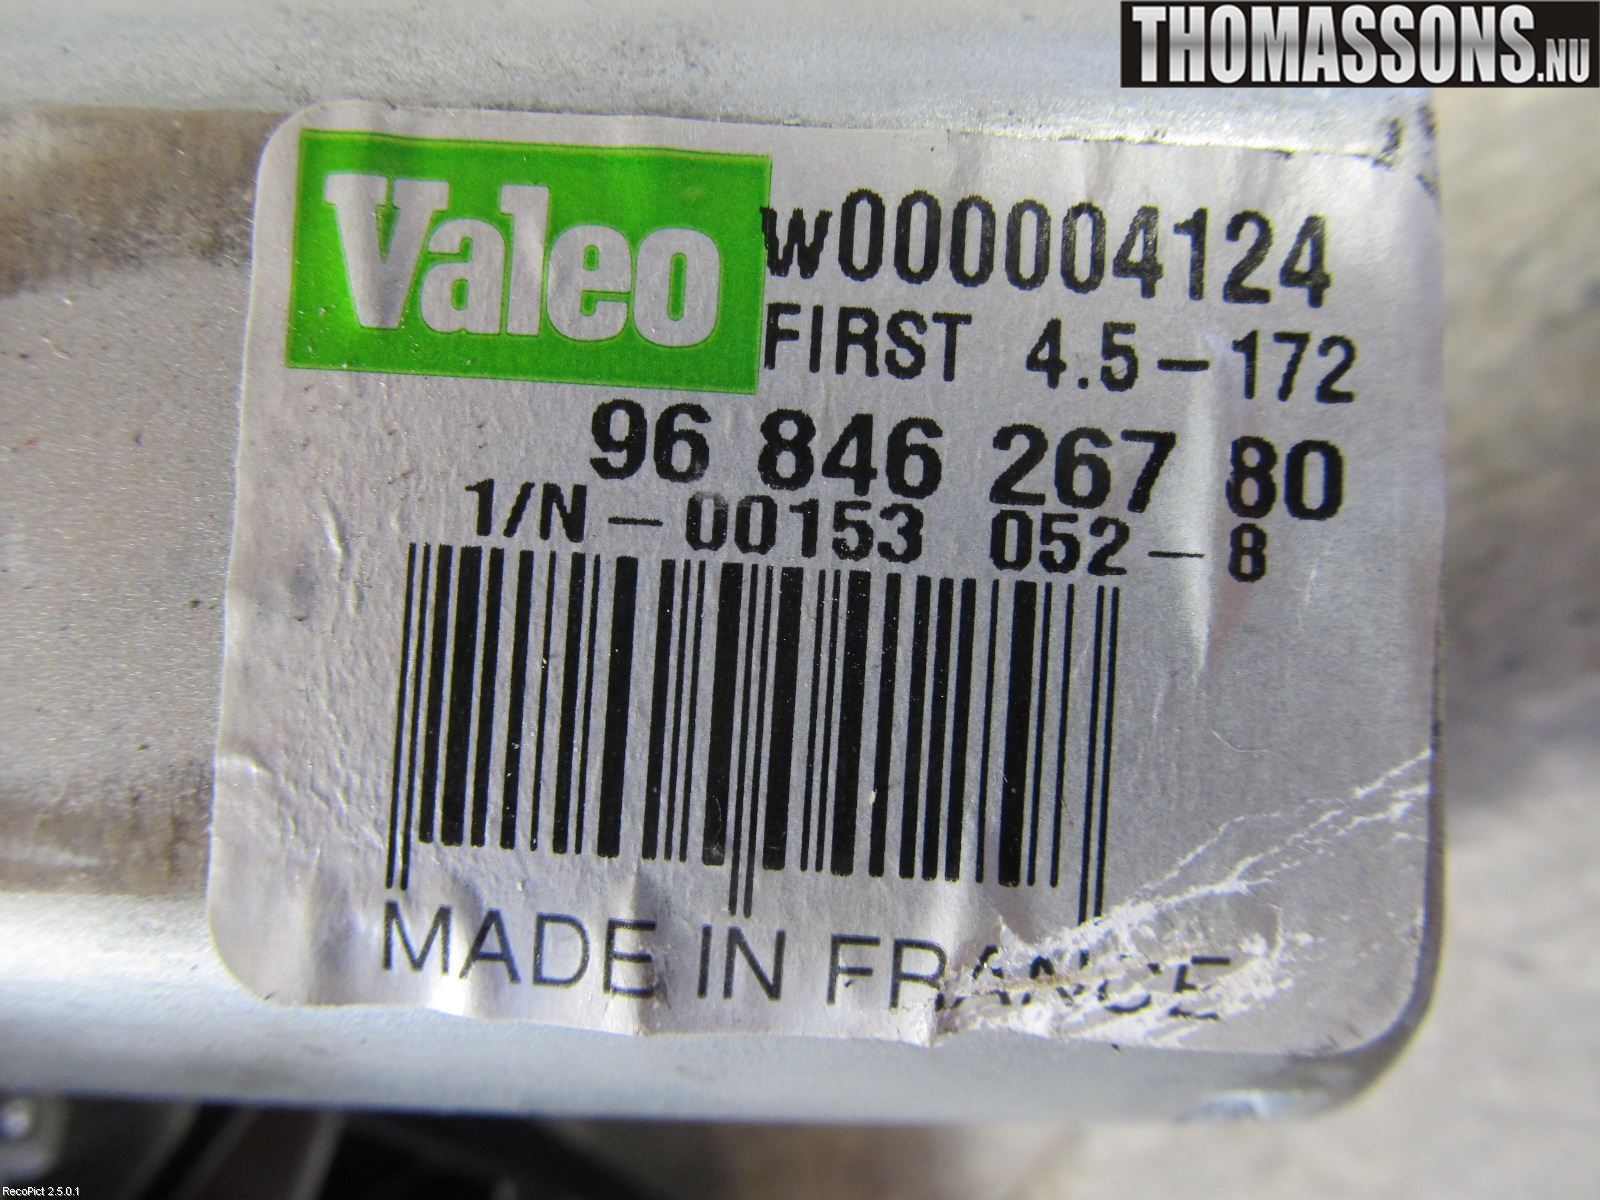 THOMASSONS.NU
Valeo
w000004124
FIRST 4.5-172
96 846 267 80
1/N-00153 052-8
MADE IN FRANCE
RecoPict 2.5.0.1